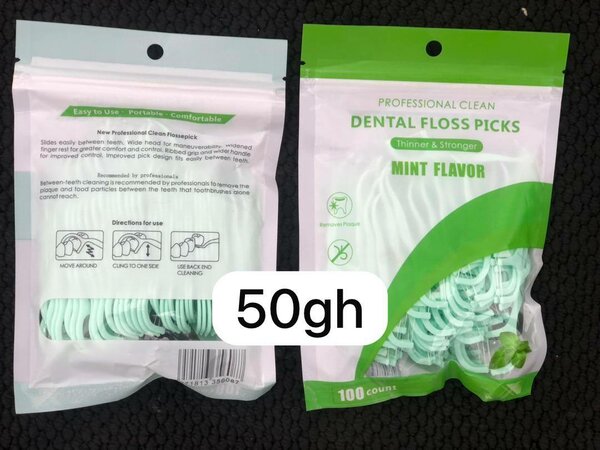 Easy to Use · Portable · Comfortable
New Professional Clean Flossepick
Slides easily between teeth. Wide head for maneuverability, widened
finger rest for greater comfort and control. Ribbed grip and wider handle
for improved control, Improved pick design fits easily between teeth.
Recommended by professionals
Between-teeth cleaning is recommended by professionals to remove the
plaque and food particles between the teeth that toothbrushes alone
cannot reach.
Directions for use
MOVE AROUND
CLING TO ONE SIDE
USE BACK END
CLEANING
PROFESSIONAL CLEAN
DENTAL FLOSS PICKS
Thinner & Stronger
MINT FLAVOR
Removes Plaque
50gh
100 count